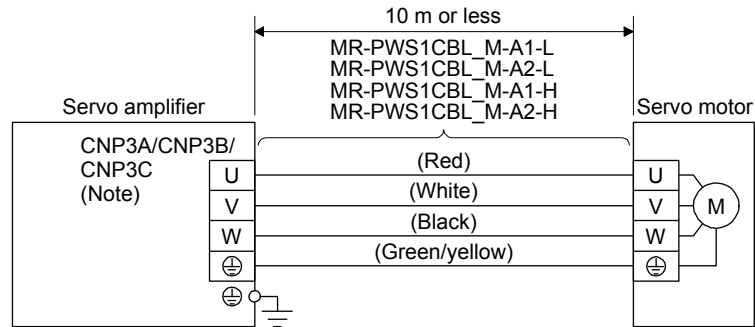 10 m or less
MR-PWS1CBL_M-A1-L
MR-PWS1CBL_M-A2-L
MR-PWS1CBL_M-A1-H
MR-PWS1CBL_M-A2-H
Servo amplifier
Servo motor
CNP3A/CNP3B/
CNP3C
(Note)
U
(Red)
U
V
(White)
V
M
W
(Black)
W
(Green/yellow)